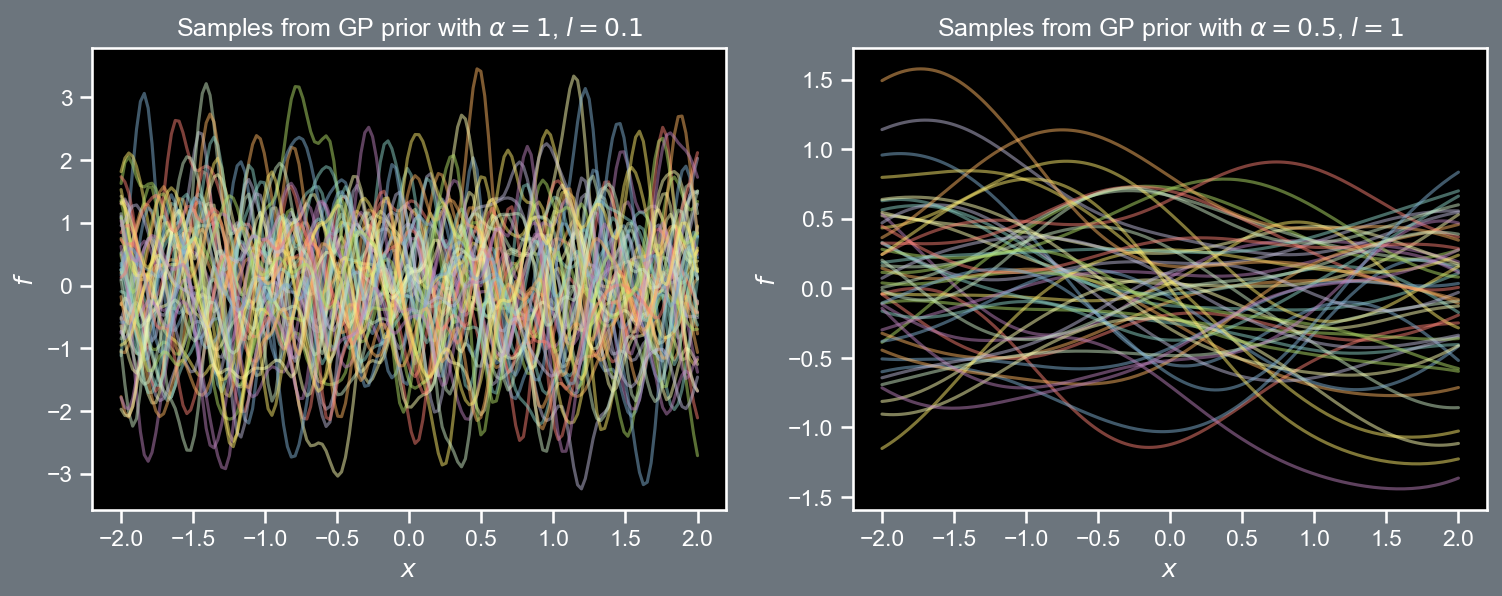 Samples from GP prior with α = 1, l = 0.1
3
2
1
0
−1
−2
−3
f
−2.0 −1.5 −1.0 −0.5 0.0 0.5 1.0 1.5 2.0
x
Samples from GP prior with α = 0.5, l = 1
1.5
1.0
0.5
0.0
−0.5
−1.0
−1.5
f
−2.0 −1.5 −1.0 −0.5 0.0 0.5 1.0 1.5 2.0
x